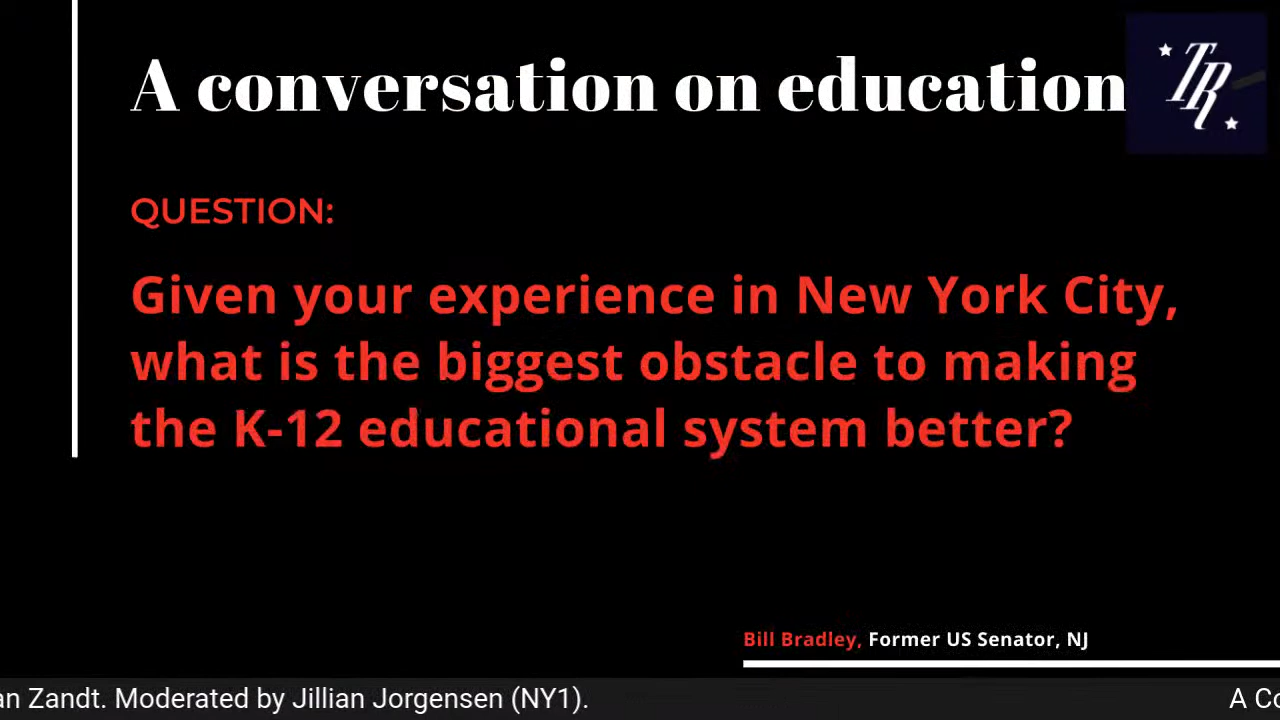 A conversation on education
TR
QUESTION:
Given your experience in New York City,
what is the biggest obstacle to making
the K-12 educational system better?
Bill Bradley, Former US Senator, NJ
an Zandt. Moderated by Jillian Jorgensen (NY1).
A Co